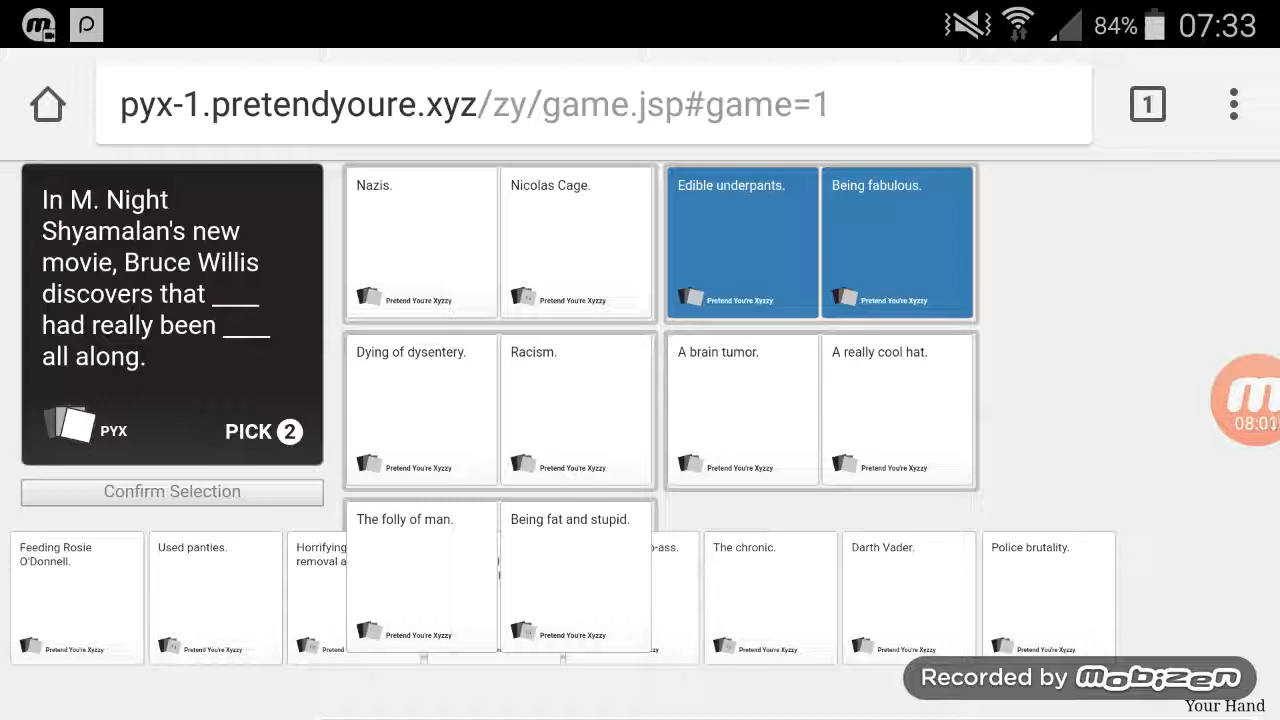 84% 07:33
pyx-1.pretendyoure.xyz/zy/game.jsp#game=1
1
In M. Night
Shyamalan's new
movie, Bruce Willis
discovers that ____
had really been ____
all along.
PYX
PICK 2
Confirm Selection
Nazis.
Pretend You're Xyzzy
Nicolas Cage.
Pretend You're Xyzzy
Edible underpants.
Pretend You're Xyzzy
Being fabulous.
Pretend You're Xyzzy
Dying of dysentery.
Pretend You're Xyzzy
Racism.
Pretend You're Xyzzy
A brain tumor.
Pretend You're Xyzzy
A really cool hat.
Pretend You're Xyzzy
The folly of man.
Pretend You're Xyzzy
Being fat and stupid.
Pretend You're Xyzzy
Feeding Rosie
O'Donnell.
Pretend You're Xyzzy
Used panties.
Pretend You're Xyzzy
Horrifying
removal
Pretend
-ass.
The chronic.
Pretend You're Xyzzy
Darth Vader.
Pretend You're Xyzzy
Police brutality.
Pretend You're Xyzzy
08:01
Recorded by mobizen
Your Hand